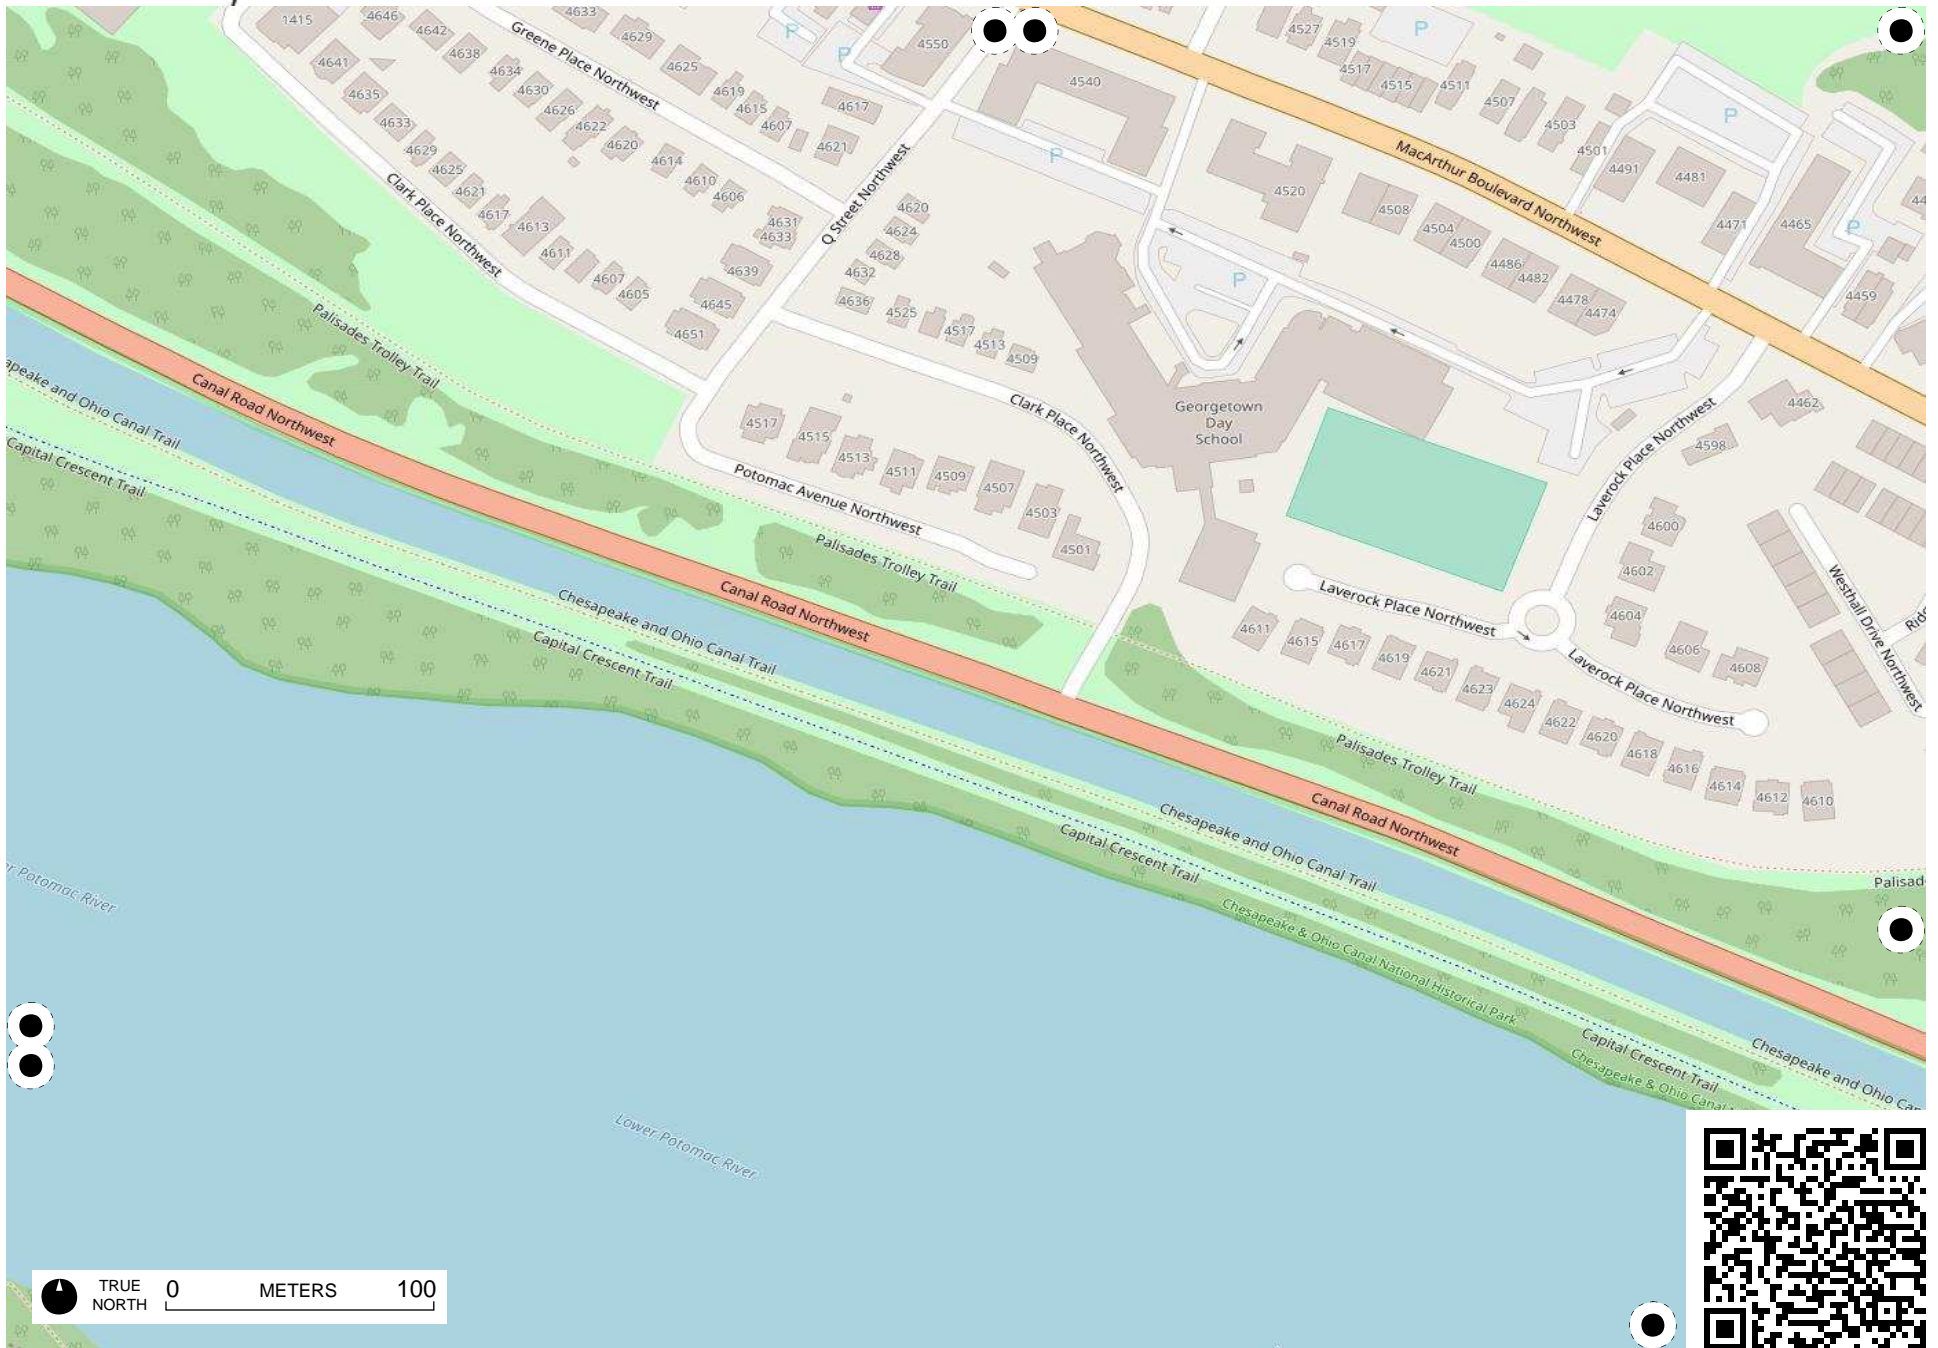 1415
4646
4642
4638
4634
4630
4626
4622
4620
4614
4610
4606
4633
4629
4625
4619
4615
4607
4617
4621
4550
4540
4641
4635
4633
4629
4625
4621
4617
4613
4611
4607
4605
4631
4633
4639
4645
4651
Greene Place Northwest
Clark Place Northwest
Q Street Northwest
P
P
P
P
P
P
P
4527
4519
4517
4515
4511
4507
4503
4501
4491
4481
4471
4465
4459
MacArthur Boulevard Northwest
4520
4508
4504
4500
4486
4482
4478
4474
4462
4598
4620
4624
4628
4632
4636
4525
4517
4513
4509
Georgetown
Day
School
Clark Place Northwest
4517
4515
4513
4511
4509
4507
4503
4501
Potomac Avenue Northwest
Palisades Trolley Trail
Palisades Trolley Trail
Palisades Trolley Trail
Palisad
Canal Road Northwest
Canal Road Northwest
Canal Road Northwest
apeake and Ohio Canal Trail
Chesapeake and Ohio Canal Trail
Chesapeake and Ohio Canal Trail
Chesapeake and Ohio Can
Capital Crescent Trail
Capital Crescent Trail
Capital Crescent Trail
Capital Crescent Trail
Chesapeake & Ohio Canal National Historical Park
Chesapeake & Ohio Canal
Laverock Place Northwest
Laverock Place Northwest
Laverock Place Northwest
4600
4602
4604
4606
4608
4611
4615
4617
4619
4621
4623
4624
4622
4620
4618
4616
4614
4612
4610
Westhall Drive Northwest
Ridg
er Potomac River
Lower Potomac River
TRUE
NORTH
0 METERS 100